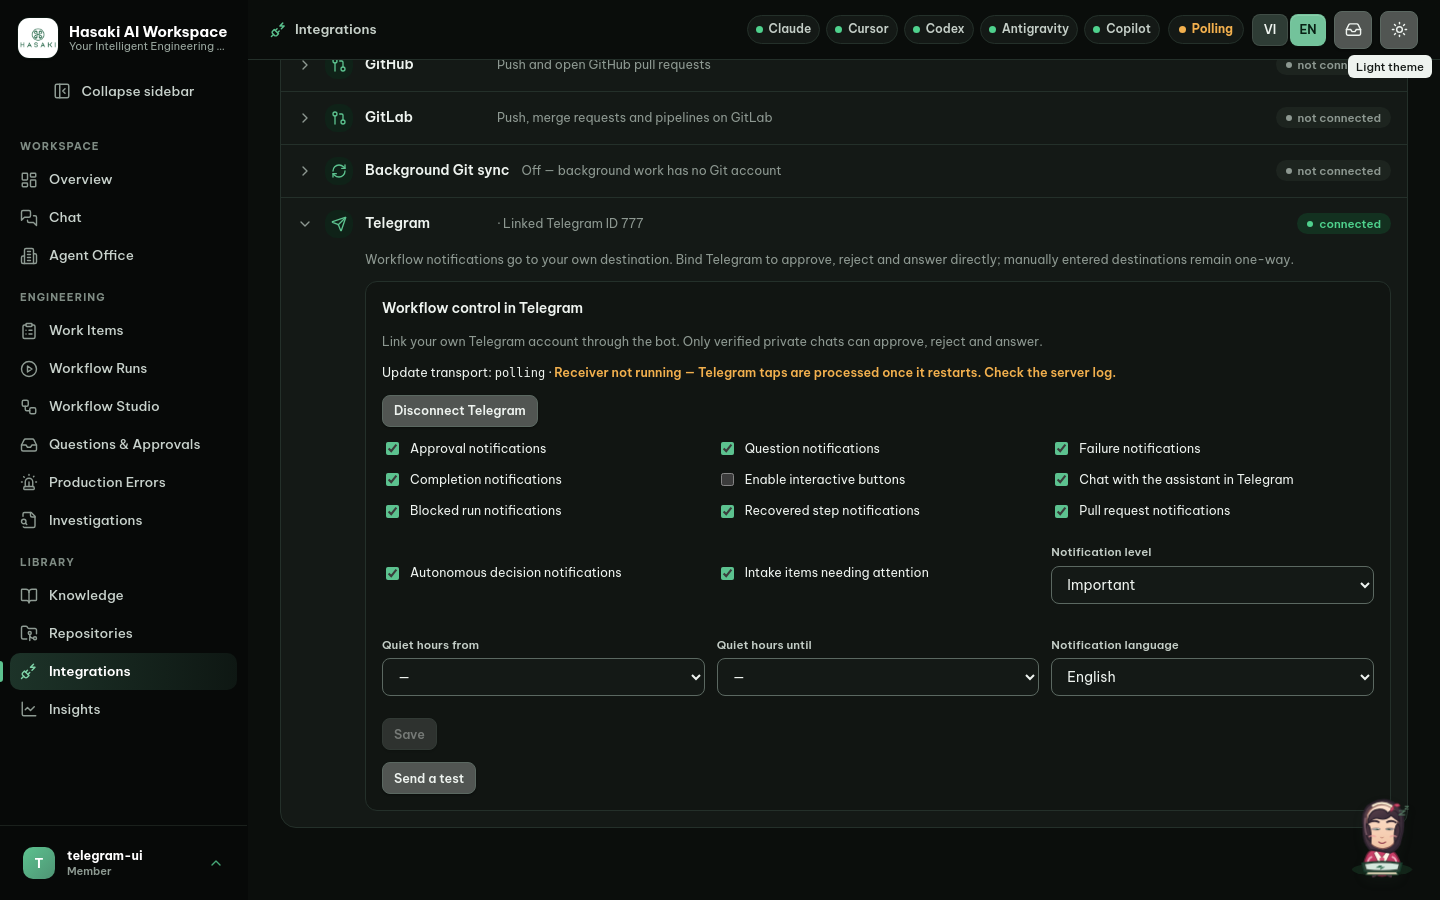 HASAKI
Hasaki AI Workspace
Your Intelligent Engineering ...
Collapse sidebar
WORKSPACE
Overview
Chat
Agent Office
ENGINEERING
Work Items
Workflow Runs
Workflow Studio
Questions & Approvals
Production Errors
Investigations
LIBRARY
Knowledge
Repositories
Integrations
Insights
T
telegram-ui
Member
Integrations
Claude
Cursor
Codex
Antigravity
Copilot
Polling
VI
EN
Light theme
GitHub
Push and open GitHub pull requests
not conn
GitLab
Push, merge requests and pipelines on GitLab
not connected
Background Git sync
Off — background work has no Git account
not connected
Telegram
· Linked Telegram ID 777
connected
Workflow notifications go to your own destination. Bind Telegram to approve, reject and answer directly; manually entered destinations remain one-way.
Workflow control in Telegram
Link your own Telegram account through the bot. Only verified private chats can approve, reject and answer.
Update transport: polling · Receiver not running — Telegram taps are processed once it restarts. Check the server log.
Disconnect Telegram
Approval notifications
Question notifications
Failure notifications
Completion notifications
Enable interactive buttons
Chat with the assistant in Telegram
Blocked run notifications
Recovered step notifications
Pull request notifications
Autonomous decision notifications
Intake items needing attention
Notification level
Important
Quiet hours from
—
Quiet hours until
—
Notification language
English
Save
Send a test